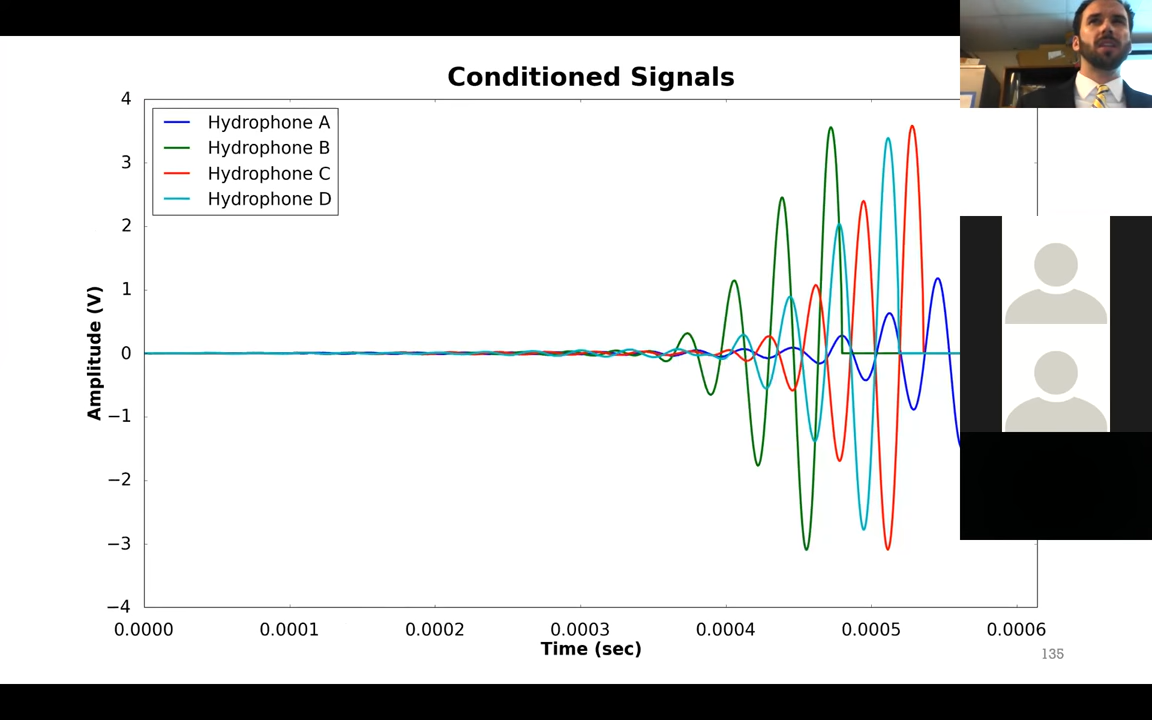 Conditioned Signals
Hydrophone A
Hydrophone B
Hydrophone C
Hydrophone D
Amplitude (V)
4
3
2
1
0
−1
−2
−3
−4
0.0000 0.0001 0.0002 0.0003 0.0004 0.0005 0.0006
Time (sec)
135